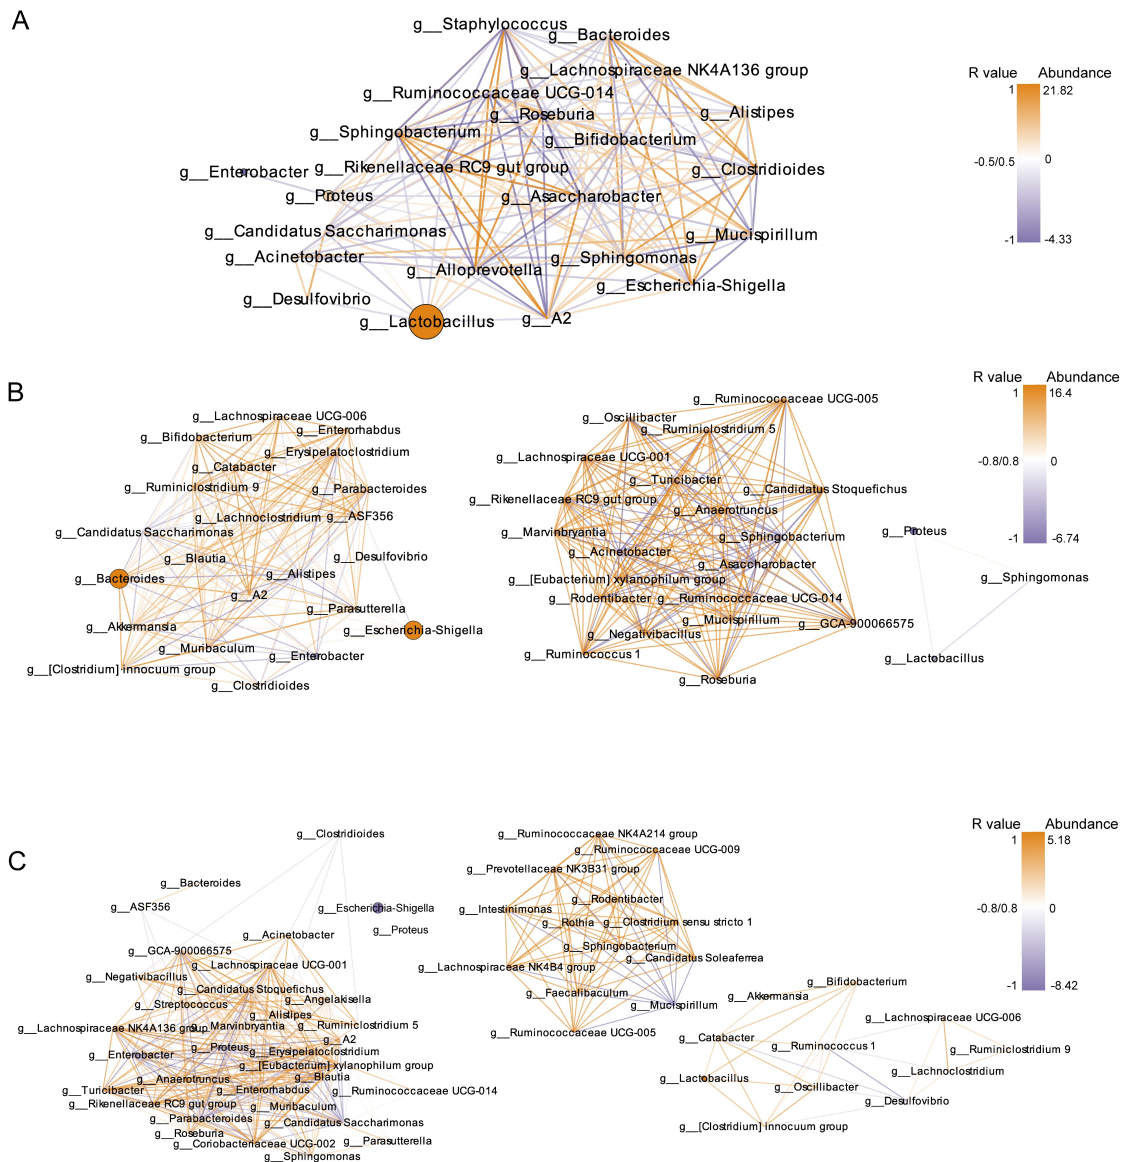 A
g__Staphylococcus
g__Bacteroides
g__Lachnospiraceae NK4A136 group
g__Ruminoccaceae UCG-014
g__Roseburia
g__Alistipes
g__Sphingobacterium
g__Bifidobacterium
g__Enterobacter
g__Rikenellaceae RC9 gut group
g__Clostridioides
g__Proteus
g__Asaccharobacter
g__Candidatus Saccharimonas
g__Mucispirillum
g__Acinetobacter
g__Alloprevotella
g__Sphingomonas
g__Escherichia-Shigella
g__Desulfovibrio
g__Lactobacillus
g__A2
R value Abundance
1 21.82
-0.5/0.5 0
-1 -4.33
B
g__Lachnospiraceae UCG-006
g__Bifidobacterium
g__Enterorhabdus
g__Erysipelatoclostridium
g__Catabacter
g__Ruminiclostridium 9
g__Parabacteroides
g__Lachnoclostridium
g__ASF356
g__Candidatus Saccharimonas
g__Blautia
g__Desulfovibrio
g__Bacteroides
g__Alistipes
g__A2
g__Parasutterella
g__Akkermansia
g__Escherichia-Shigella
g__Muribaculum
g__Enterobacter
g__[Clostridium] innocuum group
g__Clostridioides
g__Ruminococcaceae UCG-005
g__Oscillibacter
g__Ruminiclostridium 5
g__Lachnospiraceae UCG-001
g__Turicibacter
g__Candidatus Stoquefichus
g__Rikenellaceae RC9 gut group
g__Anaerotruncus
g__Marvinbryantia
g__Sphingobacterium
g__Acinetobacter
g__Asaccharobacter
g__[Eubacterium] xylanophilum group
g__Rodentibacter
g__Ruminococcaceae UCG-014
g__Mucispirillum
g__GCA-900066575
g__Negativibacillus
g__Ruminococcus 1
g__Roseburia
g__Proteus
g__Sphingomonas
g__Lactobacillus
R value Abundance
1 16.4
-0.8/0.8 0
-1 -6.74
C
g__Clostridioides
g__Bacteroides
g__ASF356
g__Escherichia-Shigella
g__Proteus
g__Acinetobacter
g__GCA-900066575
g__Lachnospiraceae UCG-001
g__Negativibacillus
g__Candidatus Stoquefichus
g__Angelakisella
g__Streptococcus
g__Alistipes
g__Lachnospiraceae NK4A136 group
g__Marvinbryantia
g__Ruminiclostridium 5
g__A2
g__Proteus
g__Erysipelatoclostridium
g__Enterobacter
g__[Eubacterium] xylanophilum group
g__Anaerotruncus
g__Blautia
g__Turicibacter
g__Enterorhabdus
g__Ruminococcaceae UCG-014
g__Rikenellaceae RC9 gut group
g__Muribaculum
g__Parabacteroides
g__Candidatus Saccharimonas
g__Roseburia
g__Coriobacteriaceae UCG-002
g__Parasutterella
g__Sphingomonas
g__Ruminococcaceae NK4A214 group
g__Ruminococcaceae UCG-009
g__Prevotellaceae NK3B31 group
g__Rodentibacter
g__Intestinimonas
g__Rothia
g__Clostridium sensu stricto 1
g__Sphingobacterium
g__Candidatus Soleaferrea
g__Lachnospiraceae NK4B4 group
g__Faecalibaculum
g__Mucispirillum
g__Ruminococcaceae UCG-005
g__Bifidobacterium
g__Akkermansia
g__Lachnospiraceae UCG-006
g__Catabacter
g__Ruminococcus 1
g__Ruminiclostridium 9
g__Lachnoclostridium
g__Lactobacillus
g__Oscillibacter
g__Desulfovibrio
g__[Clostridium] innocuum group
R value Abundance
1 5.18
-0.8/0.8 0
-1 -8.42